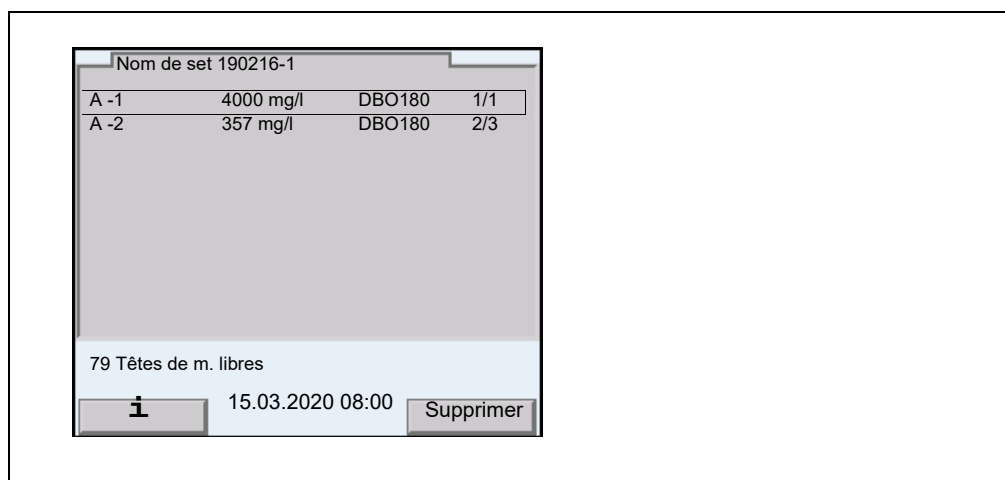 Nom de set 190216-1
A -1 4000 mg/l DBO180 1/1
A -2 357 mg/l DBO180 2/3
79 Têtes de m. libres
i 15.03.2020 08:00 Supprimer